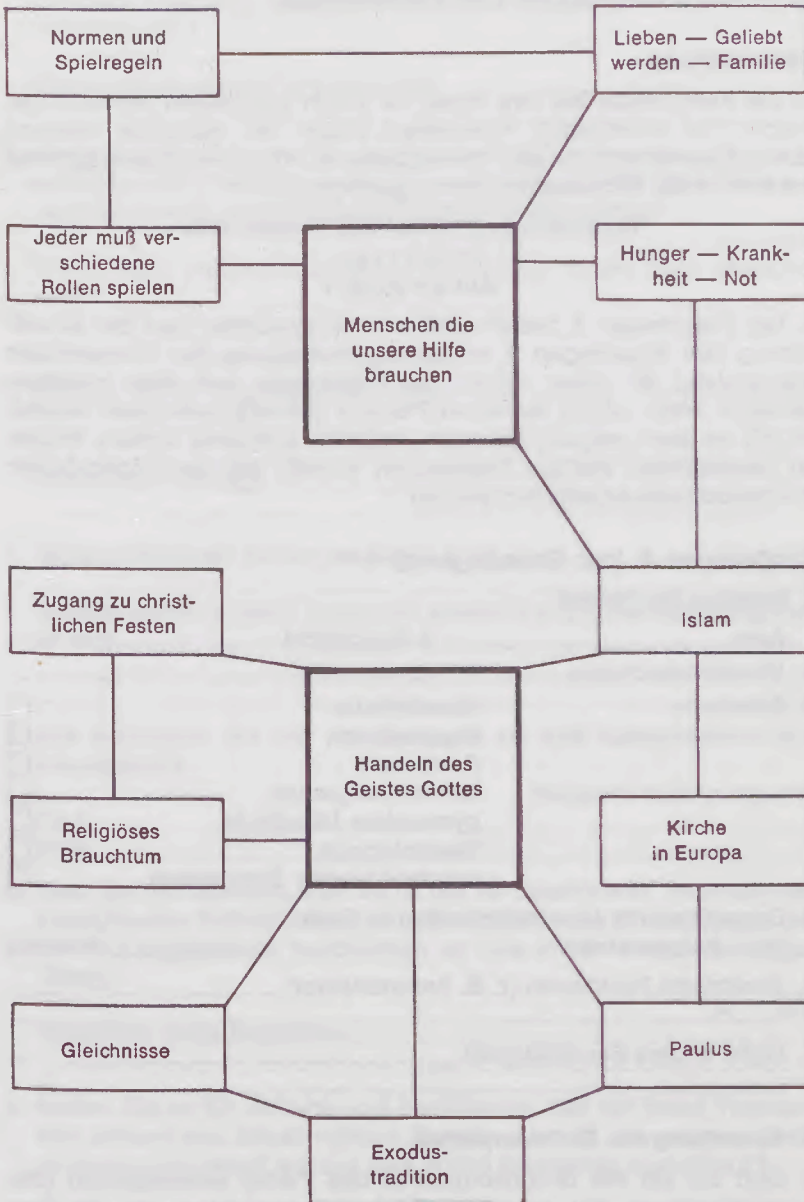 Normen und
Spielregeln
Lieben — Geliebt
werden — Familie
Jeder muß ver-
schiedene
Rollen spielen
Menschen die
unsere Hilfe
brauchen
Hunger — Krank-
heit — Not
Zugang zu christ-
lichen Festen
Islam
Handeln des
Geistes Gottes
Religiöses
Brauchtum
Kirche
in Europa
Gleichnisse
Paulus
Exodus-
tradition